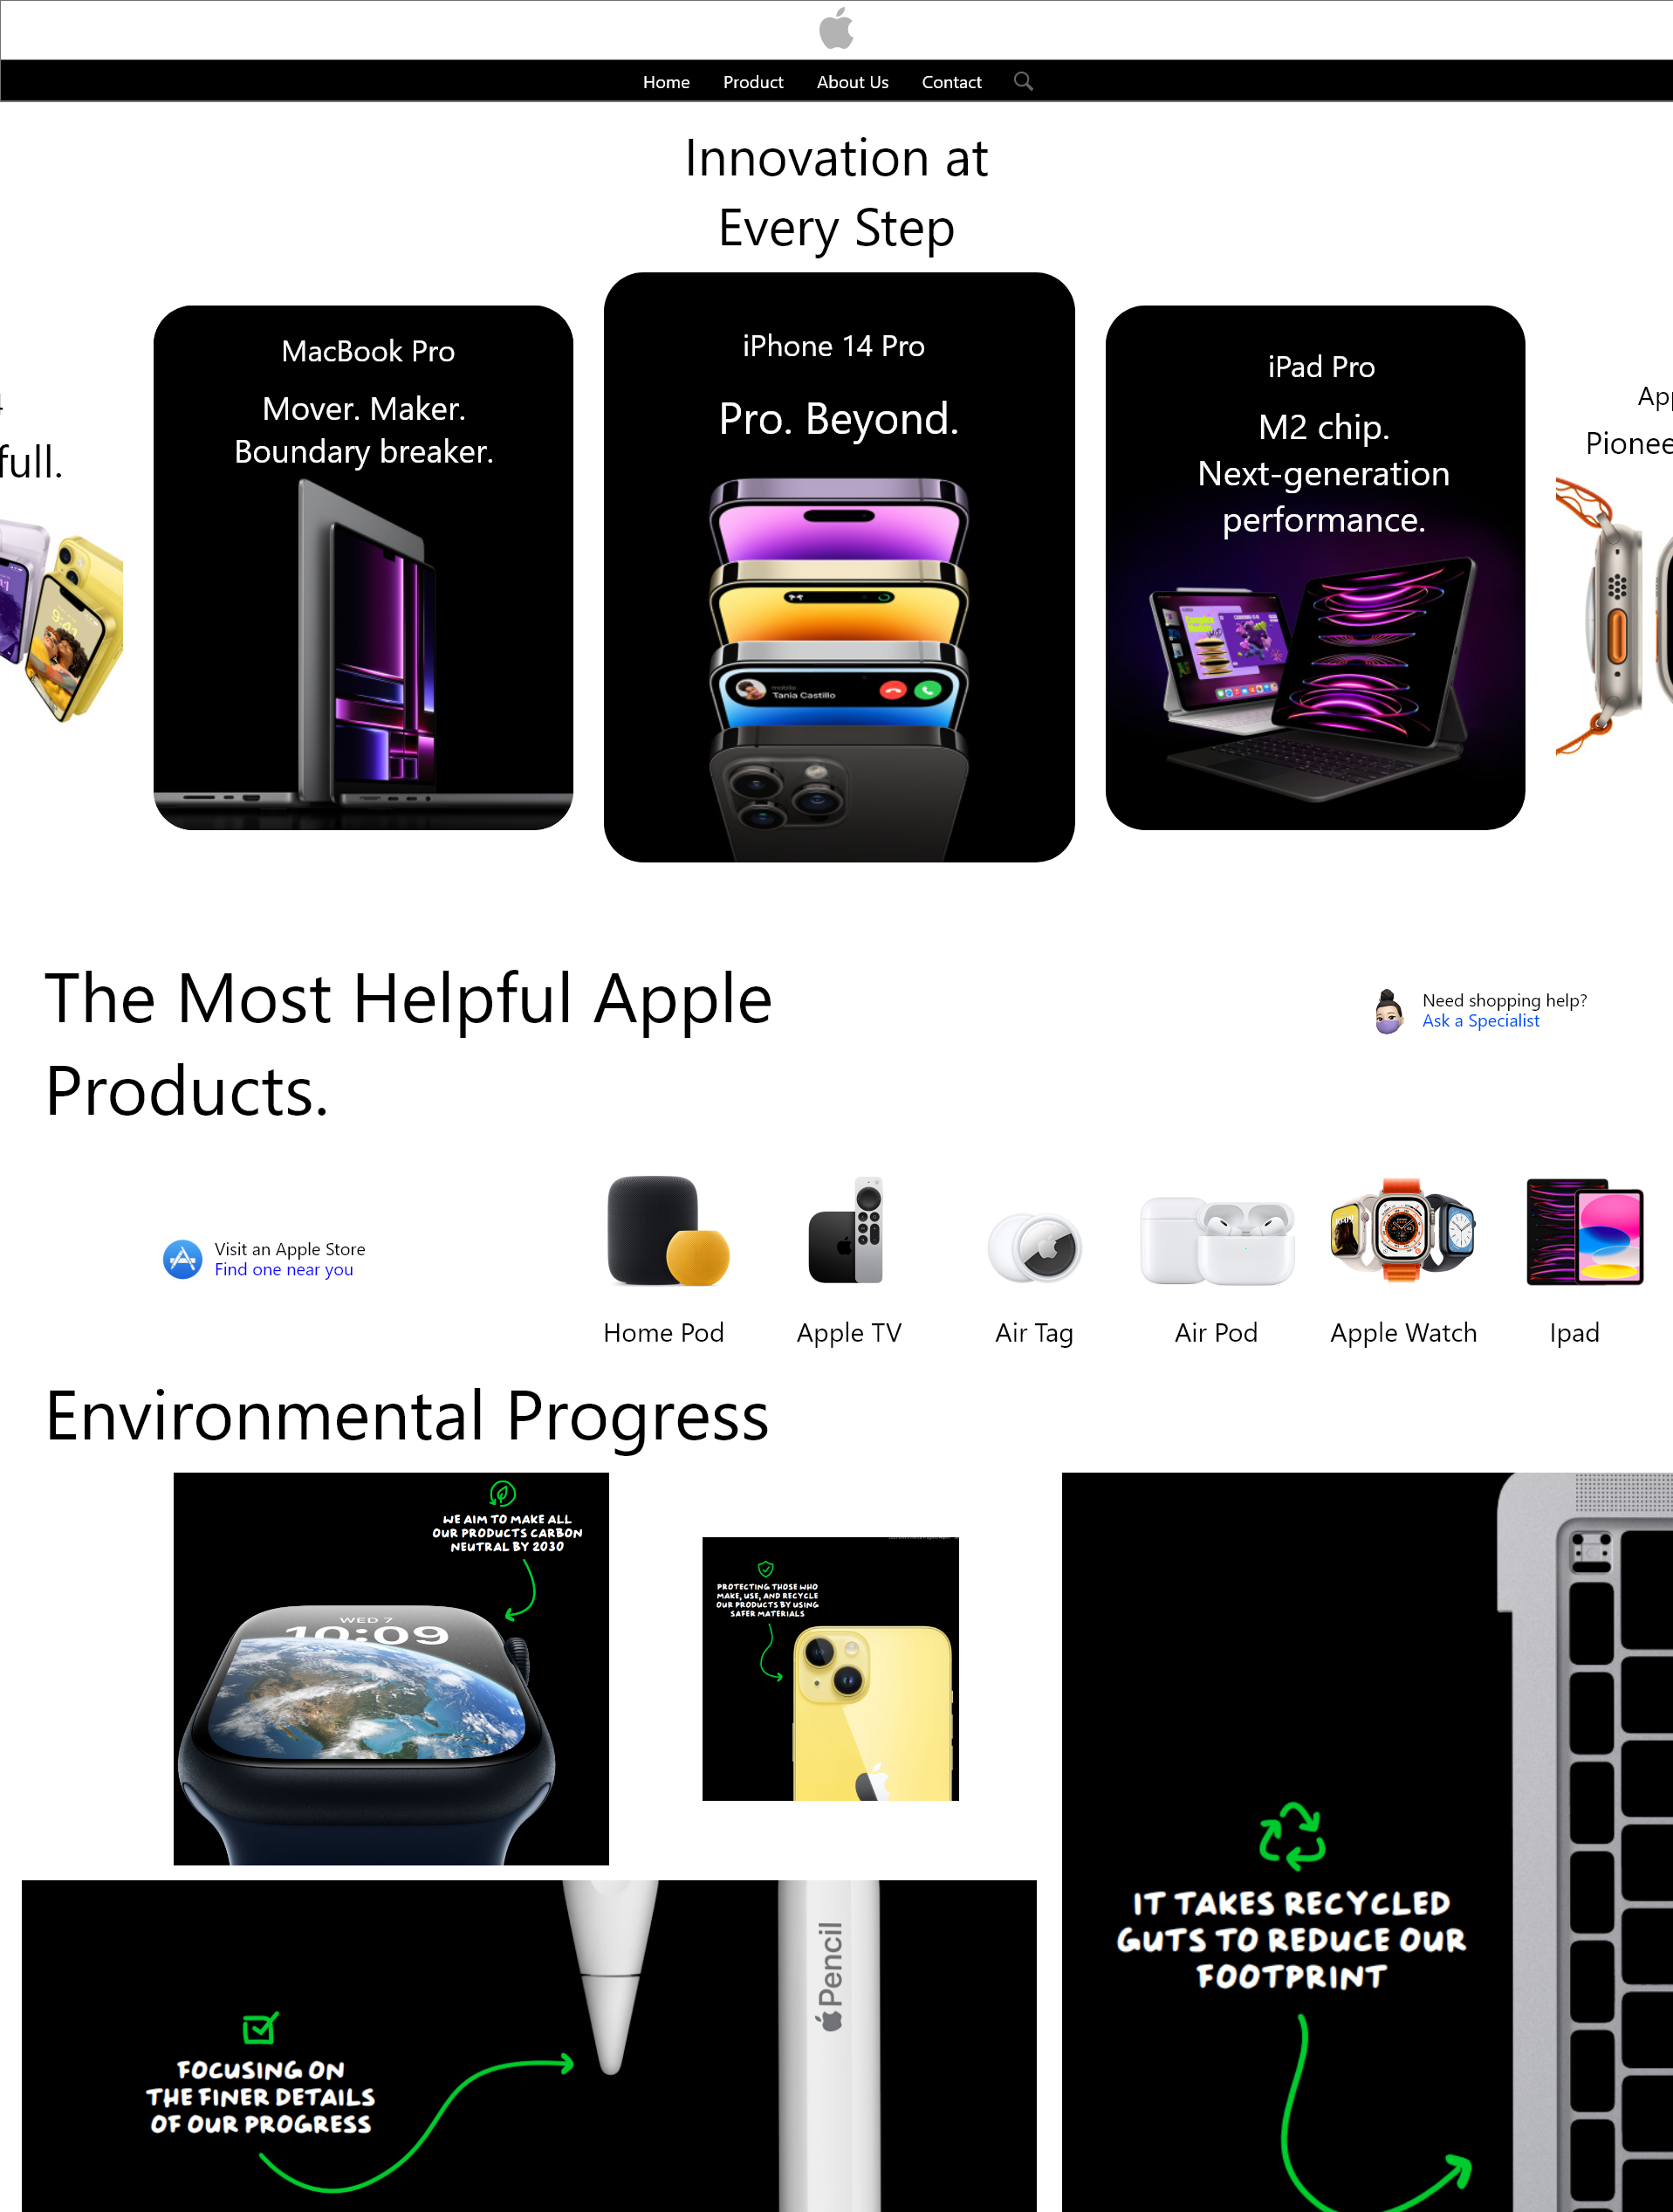 Home Product About Us Contact
Innovation at
Every Step
full.
MacBook Pro
Mover. Maker.
Boundary breaker.
iPhone 14 Pro
Pro. Beyond.
mobile
Tania Castillo
iPad Pro
M2 chip.
Next-generation
performance.
The Most Helpful Apple
Products.
Need shopping help?
Ask a Specialist
Visit an Apple Store
Find one near you
Home Pod
Apple TV
Air Tag
Air Pod
Apple Watch
Ipad
Environmental Progress
WE AIM TO MAKE ALL
OUR PRODUCTS CARBON
NEUTRAL BY 2030
WED 7
10:09
PROTECTING THOSE WHO
MAKE, USE, AND RECYCLE
OUR PRODUCTS BY USING
SAFER MATERIALS
IT TAKES RECYCLED
GUTS TO REDUCE OUR
FOOTPRINT
Pencil
FOCUSING ON
THE FINER DETAILS
OF OUR PROGRESS